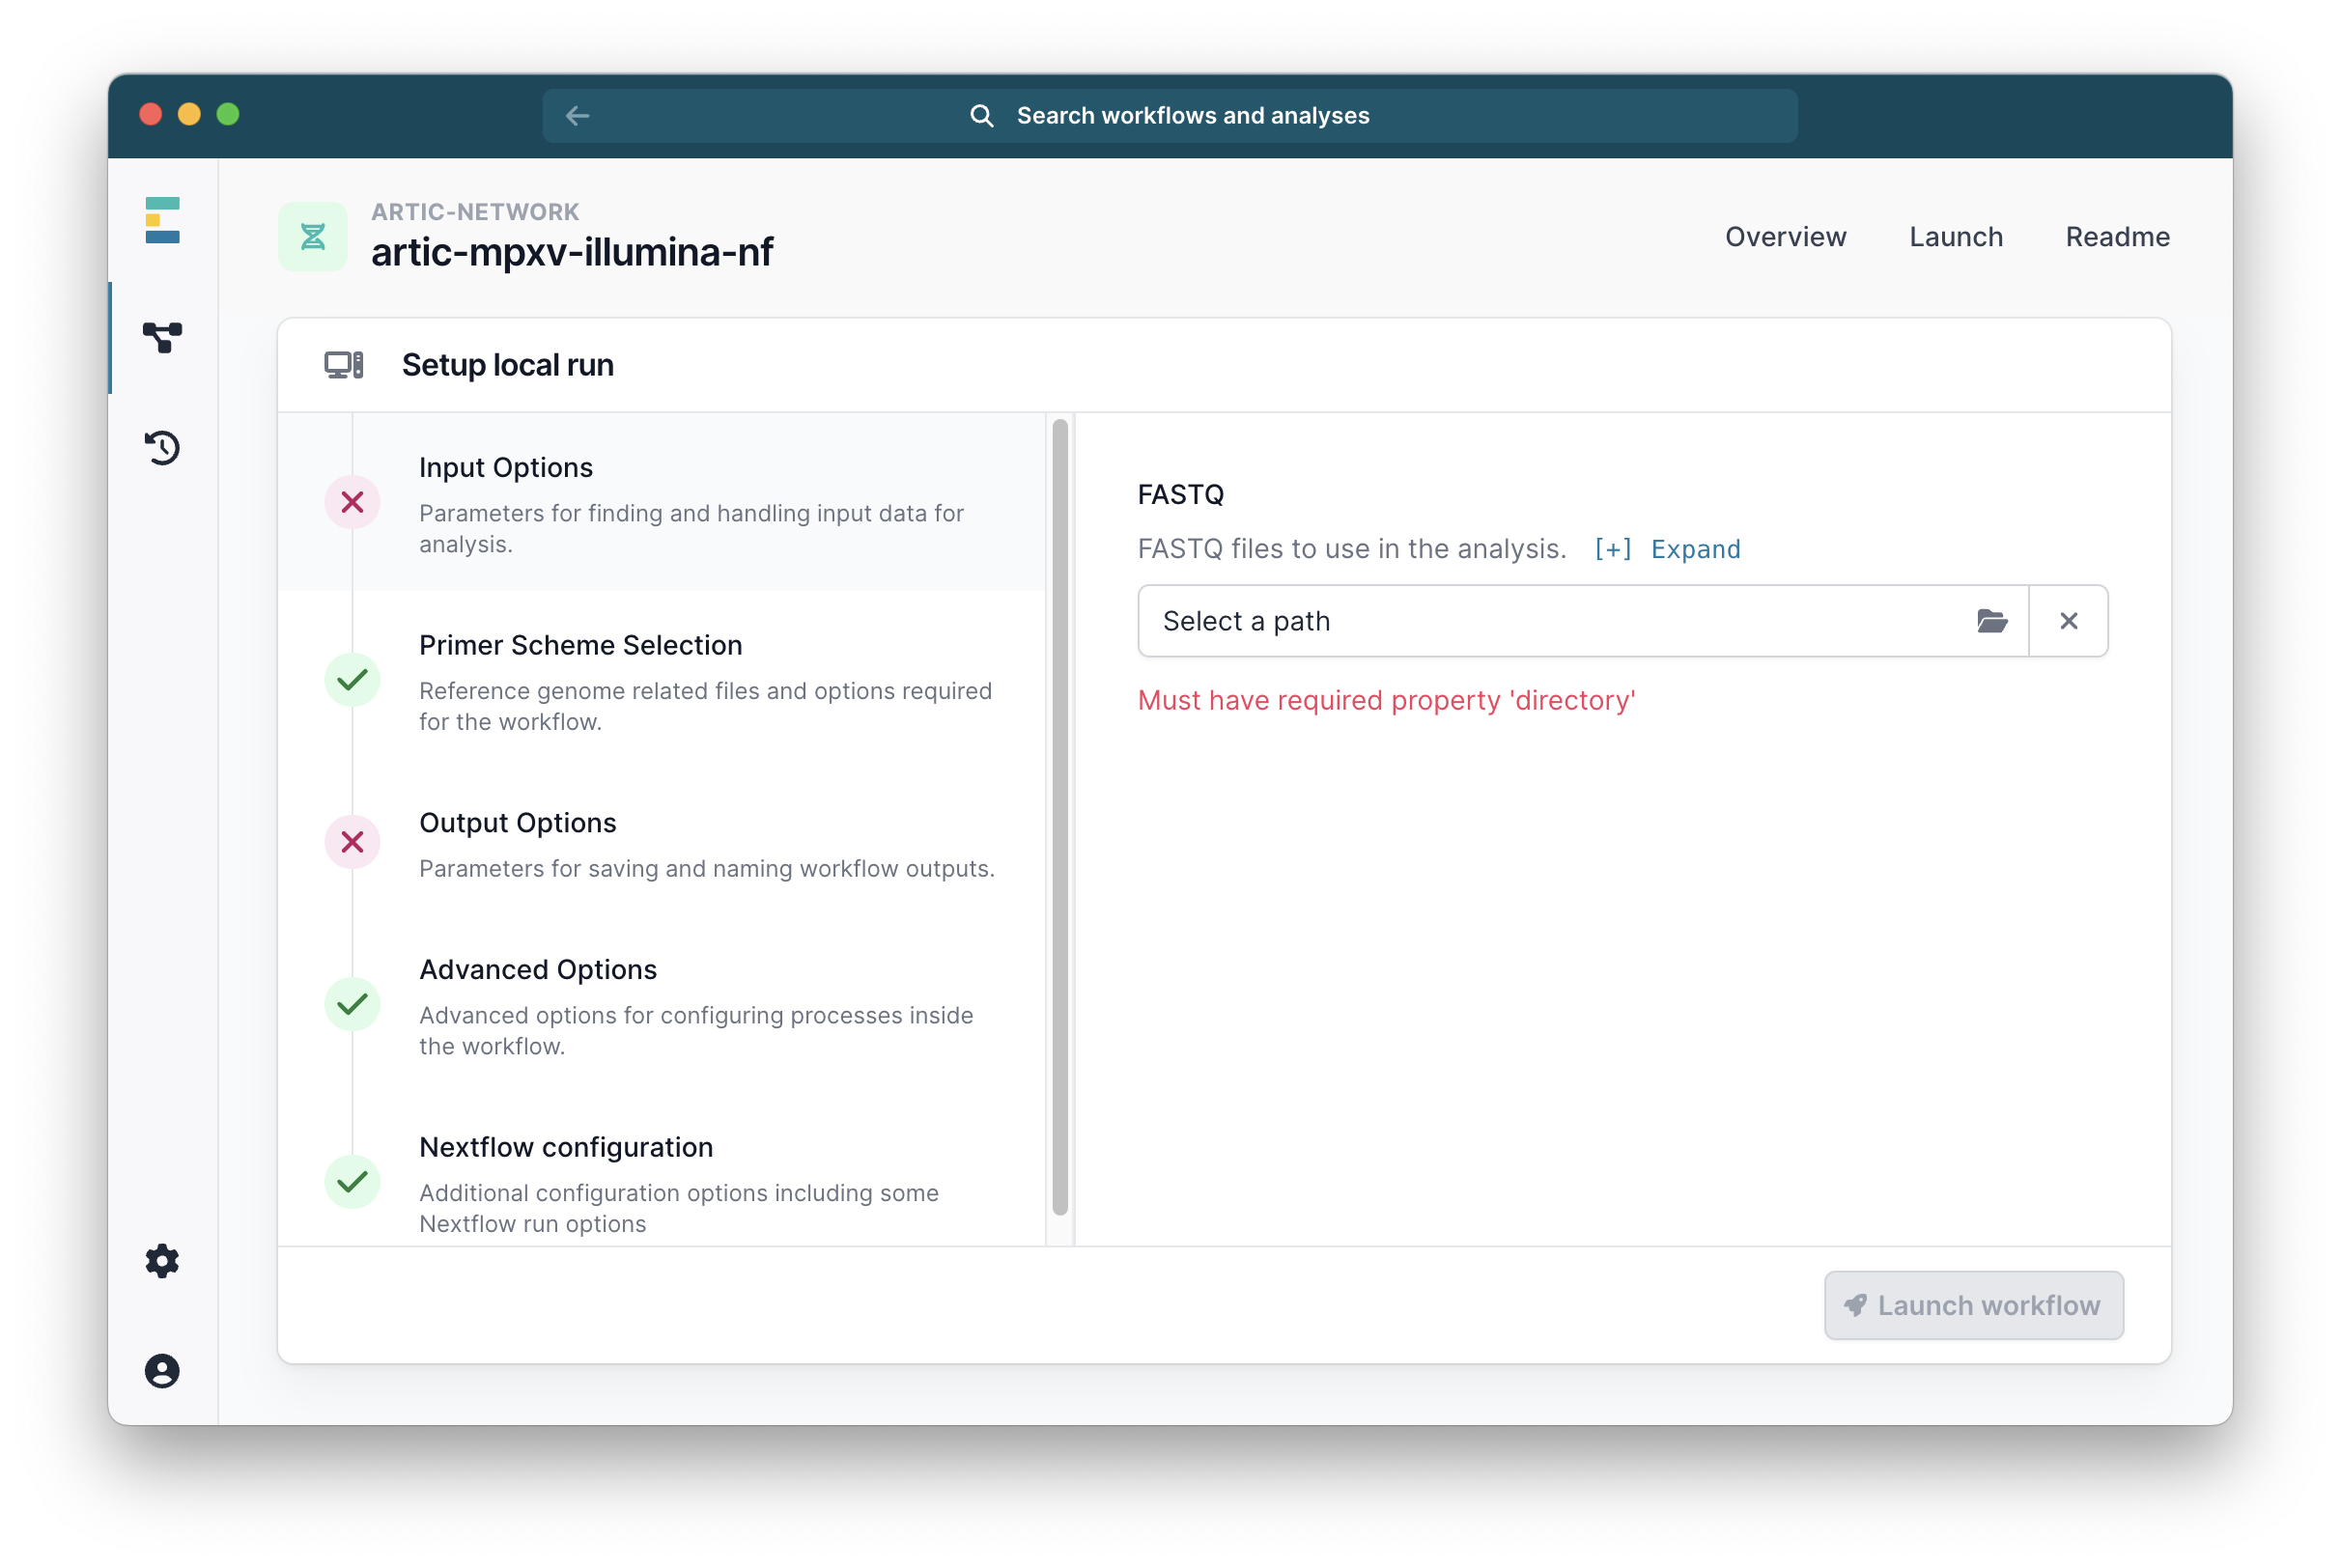 Search workflows and analyses
ARTIC-NETWORK
artic-mpxv-illumina-nf
Overview
Launch
Readme
Setup local run
Input Options
Parameters for finding and handling input data for
analysis.
Primer Scheme Selection
Reference genome related files and options required
for the workflow.
Output Options
Parameters for saving and naming workflow outputs.
Advanced Options
Advanced options for configuring processes inside
the workflow.
Nextflow configuration
Additional configuration options including some
Nextflow run options
FASTQ
FASTQ files to use in the analysis. [+] Expand
Select a path
Must have required property 'directory'
Launch workflow